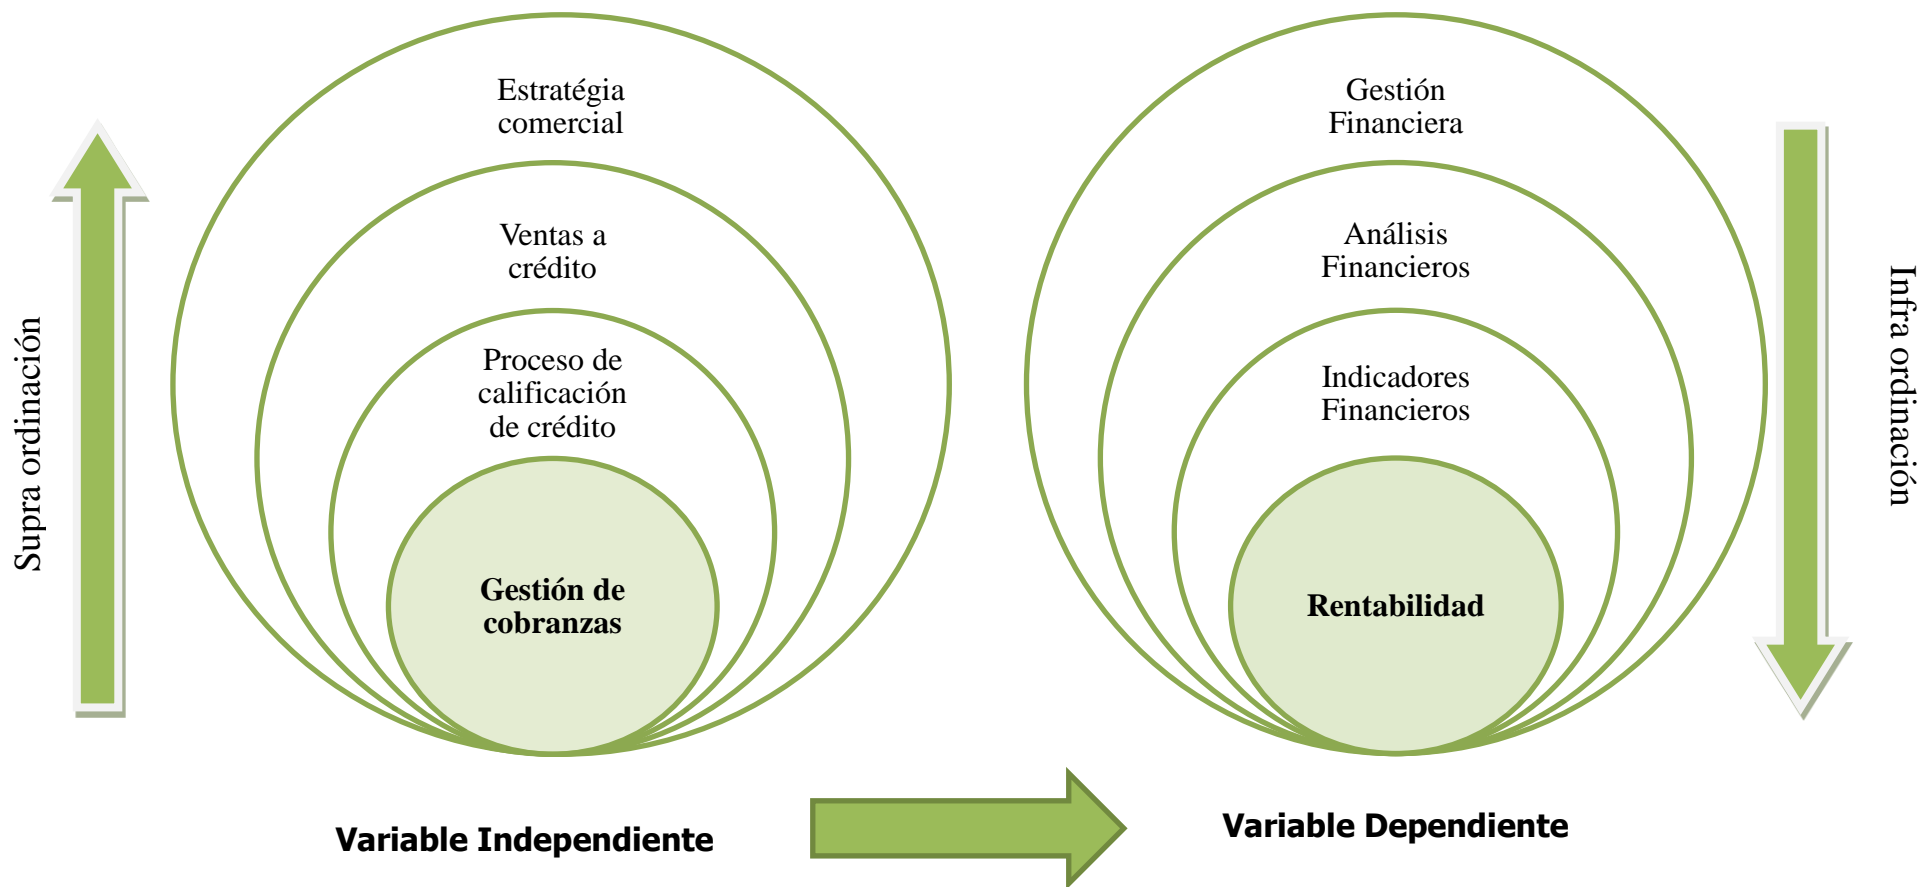 Supra ordinación
Estratégia
comercial
Ventas a
crédito
Proceso de
calificación
de crédito
Gestión de
cobranzas
Gestión
Financiera
Análisis
Financieros
Indicadores
Financieros
Rentabilidad
Infra ordinación
Variable Independiente
Variable Dependiente